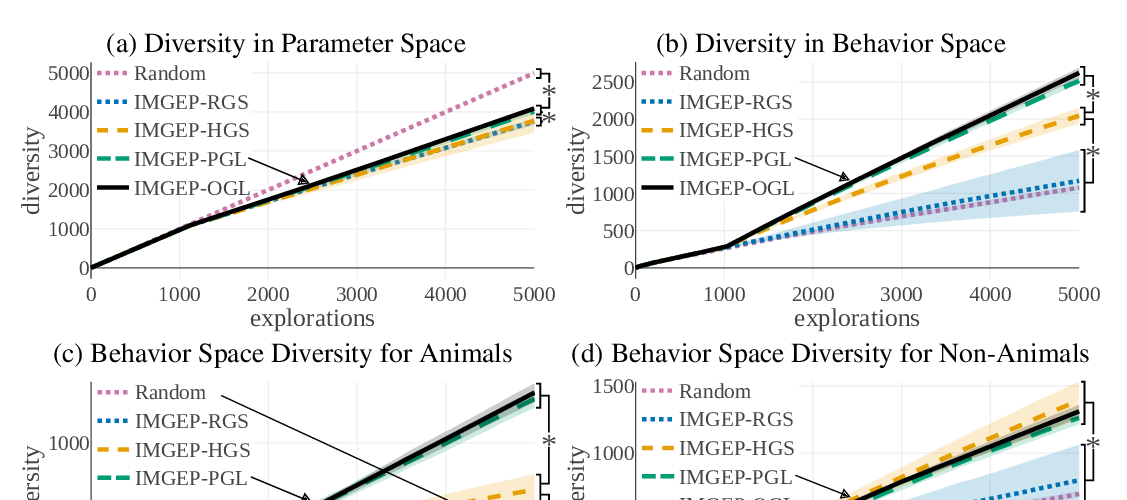 (a) Diversity in Parameter Space
5000
4000
3000
2000
1000
0
diversity
Random
IMGEP-RGS
IMGEP-HGS
IMGEP-PGL
IMGEP-OGL
*
*
0 1000 2000 3000 4000 5000
explorations
(b) Diversity in Behavior Space
2500
2000
1500
1000
500
0
diversity
Random
IMGEP-RGS
IMGEP-HGS
IMGEP-PGL
IMGEP-OGL
*
*
0 1000 2000 3000 4000 5000
explorations
(c) Behavior Space Diversity for Animals
1000
Random
IMGEP-RGS
IMGEP-HGS
IMGEP-PGL
*
(d) Behavior Space Diversity for Non-Animals
1500
1000
Random
IMGEP-RGS
IMGEP-HGS
IMGEP-PGL
*